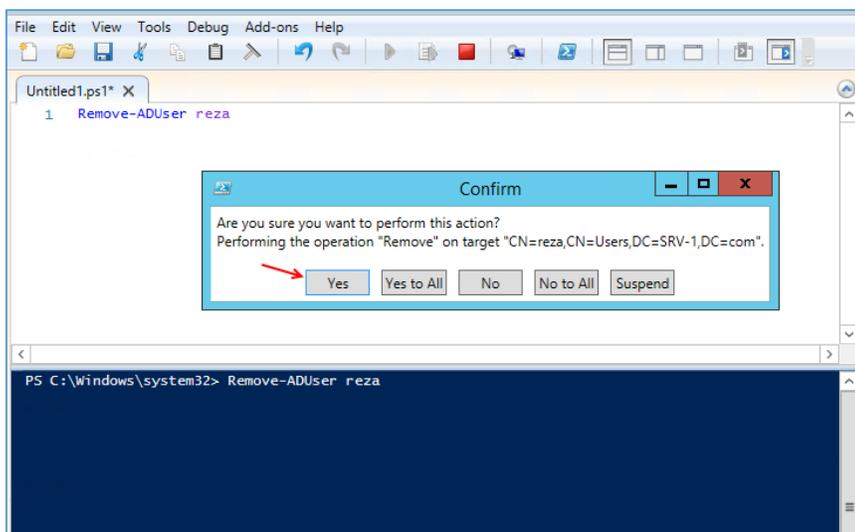 File Edit View Tools Debug Add-ons Help
Untitled1.ps1* X
1 Remove-ADUser reza
Confirm
Are you sure you want to perform this action?
Performing the operation "Remove" on target "CN=reza,CN=Users,DC=SRV-1,DC=com".
Yes Yes to All No No to All Suspend
PS C:\Windows\system32> Remove-ADUser reza